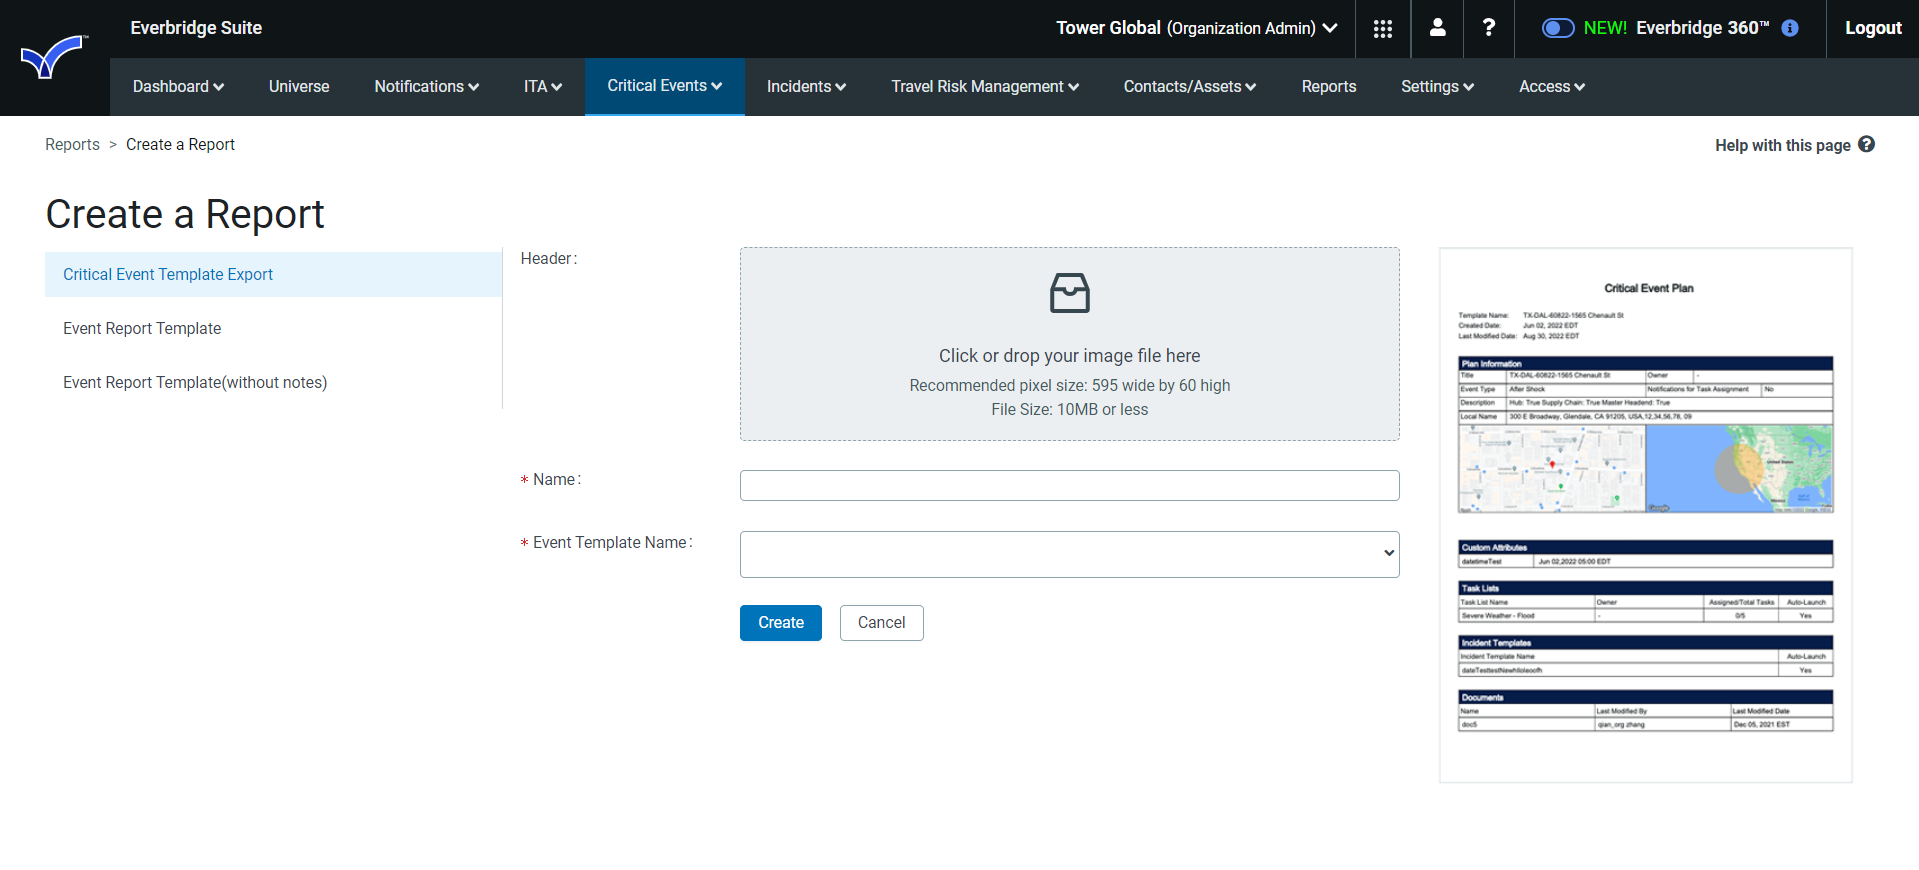 Everbridge Suite
Tower Global (Organization Admin)
?
NEW! Everbridge 360™
Logout
Dashboard
Universe
Notifications
ITA
Critical Events
Incidents
Travel Risk Management
Contacts/Assets
Reports
Settings
Access
Reports > Create a Report
Help with this page ?
Create a Report
Critical Event Template Export
Event Report Template
Event Report Template(without notes)
Header:
Click or drop your image file here
Recommended pixel size: 595 wide by 60 high
File Size: 10MB or less
* Name:
* Event Template Name:
Create
Cancel
Critical Event Plan
Template Name: TX-DAL-60822-1565 Chenault St
Created Date: Jun 02, 2022 EDT
Last Modified Date: Aug 30, 2022 EDT
Plan Information
Title TX-DAL-60822-1565 Chenault St Owner -
Event Type After Shock Notifications for Task Assignment No
Description Hub: True Supply Chain: True Master Headend: True
Local Name 300 E Broadway, Glendale, CA 91205, USA,12,34,56,78, 09
United States
Mexico
Google
Custom Attributes
datetimeTest Jun 02,2022 05:00 EDT
Task Lists
Task List Name Owner Assigned/Total Tasks Auto-Launch
Severe Weather - Flood - 0/5 Yes
Incident Templates
Incident Template Name Auto-Launch
Yes
Documents
Name Last Modified By Last Modified Date
doc5 qian_org zhang Dec 05, 2021 EST